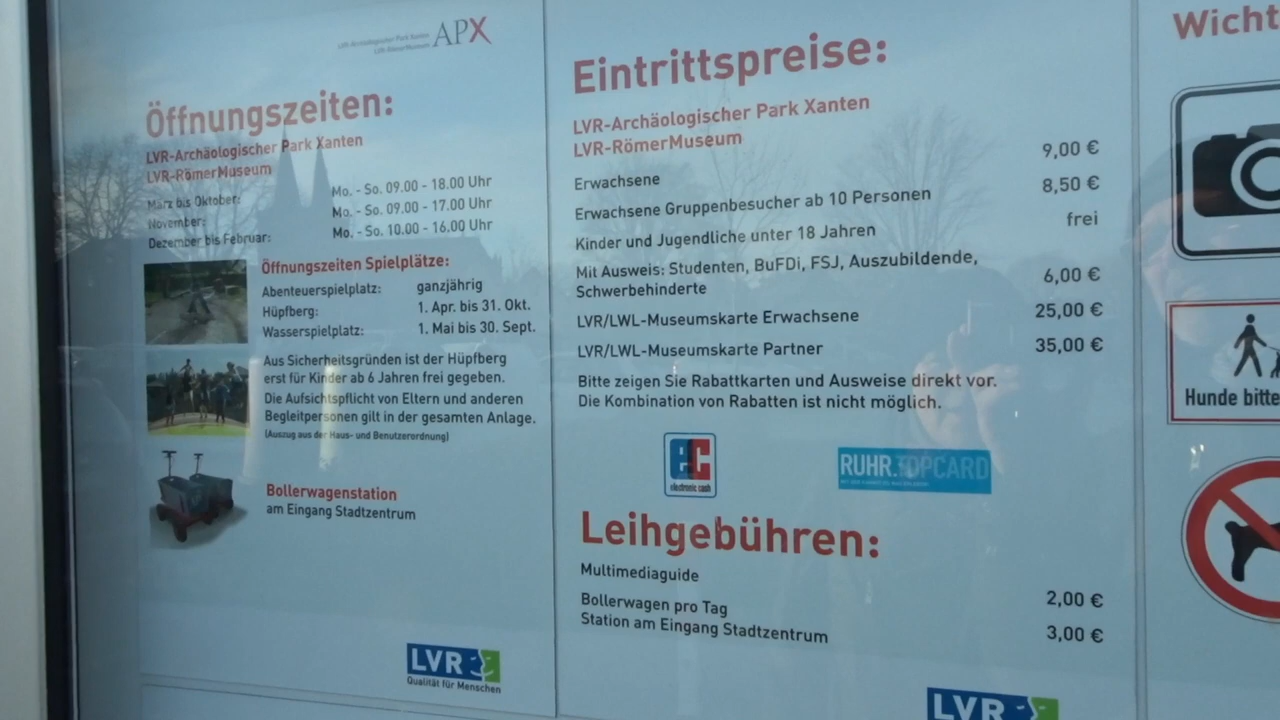 LVR-Archäologischer Park Xanten
LVR-RömerMuseum
APX
Öffnungszeiten:
LVR-Archäologischer Park Xanten
LVR-RömerMuseum
März bis Oktober: Mo. - So. 09.00 - 18.00 Uhr
November: Mo. - So. 09.00 - 17.00 Uhr
Dezember bis Februar: Mo. - So. 10.00 - 16.00 Uhr
Öffnungszeiten Spielplätze:
Abenteuerspielplatz: ganzjährig
Hüpfberg: 1. Apr. bis 31. Okt.
Wasserspielplatz: 1. Mai bis 30. Sept.
Aus Sicherheitsgründen ist der Hüpfberg
erst für Kinder ab 6 Jahren frei gegeben.
Die Aufsichtspflicht von Eltern und anderen
Begleitpersonen gilt in der gesamten Anlage.
(Auszug aus der Haus- und Benutzerordnung)
Bollerwagenstation
am Eingang Stadtzentrum
LVR
Qualität für Menschen
Eintrittspreise:
LVR-Archäologischer Park Xanten
LVR-RömerMuseum
Erwachsene 9,00 €
Erwachsene Gruppenbesucher ab 10 Personen 8,50 €
Kinder und Jugendliche unter 18 Jahren frei
Mit Ausweis: Studenten, BuFDi, FSJ, Auszubildende,
Schwerbehinderte 6,00 €
LVR/LWL-Museumskarte Erwachsene 25,00 €
LVR/LWL-Museumskarte Partner 35,00 €
Bitte zeigen Sie Rabattkarten und Ausweise direkt vor.
Die Kombination von Rabatten ist nicht möglich.
ec
electronic cash
RUHR.TOPCARD
Leihgebühren:
Multimediaguide 2,00 €
Bollerwagen pro Tag 3,00 €
Station am Eingang Stadtzentrum
LVR
Wicht
Hunde bitte